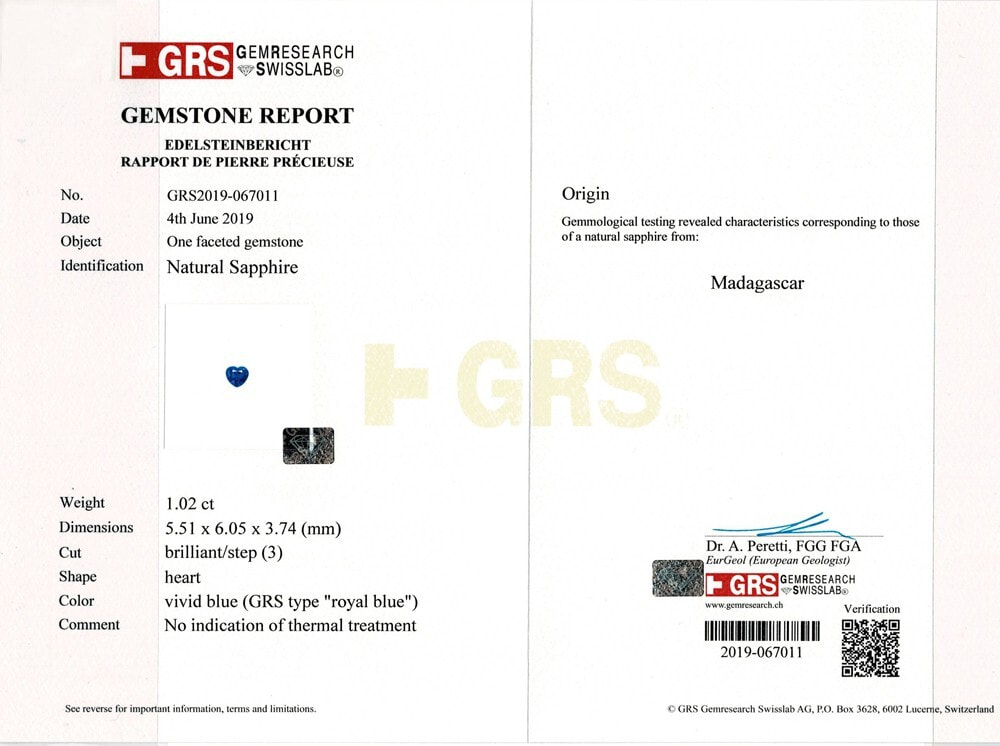 GRS GEMRESEARCH
SWISSLAB®
GEMSTONE REPORT
EDELSTEINBERICHT
RAPPORT DE PIERRE PRÉCIEUSE
No. GRS2019-067011
Date 4th June 2019
Object One faceted gemstone
Identification Natural Sapphire
Weight 1.02 ct
Dimensions 5.51 x 6.05 x 3.74 (mm)
Cut brilliant/step (3)
Shape heart
Color vivid blue (GRS type "royal blue")
Comment No indication of thermal treatment
See reverse for important information, terms and limitations.
GRS ®
Origin
Gemmological testing revealed characteristics corresponding to those
of a natural sapphire from:
Madagascar
Dr. A. Peretti, FGG FGA
EurGeol (European Geologist)
GRS GEMRESEARCH
SWISSLAB®
www.gemresearch.ch
Verification
2019-067011
© GRS Gemresearch Swisslab AG, P.O. Box 3628, 6002 Lucerne, Switzerland